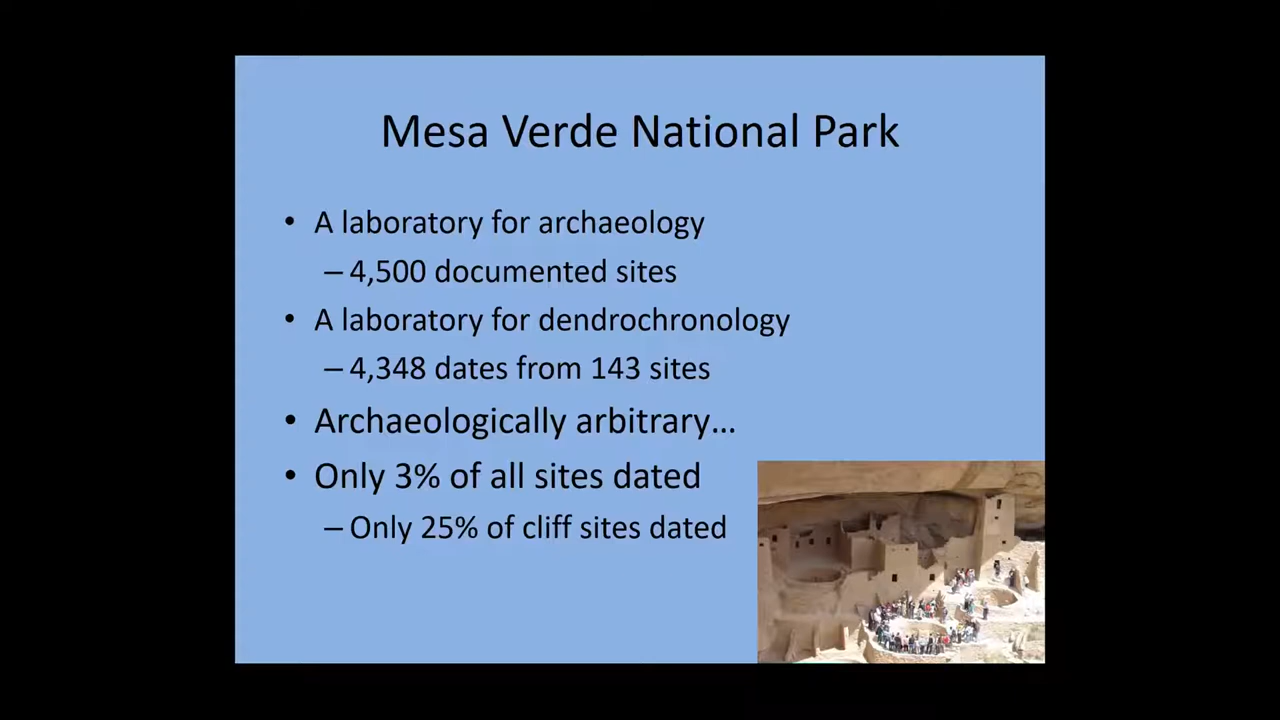 Mesa Verde National Park
• A laboratory for archaeology
– 4,500 documented sites
• A laboratory for dendrochronology
– 4,348 dates from 143 sites
• Archaeologically arbitrary…
• Only 3% of all sites dated
– Only 25% of cliff sites dated